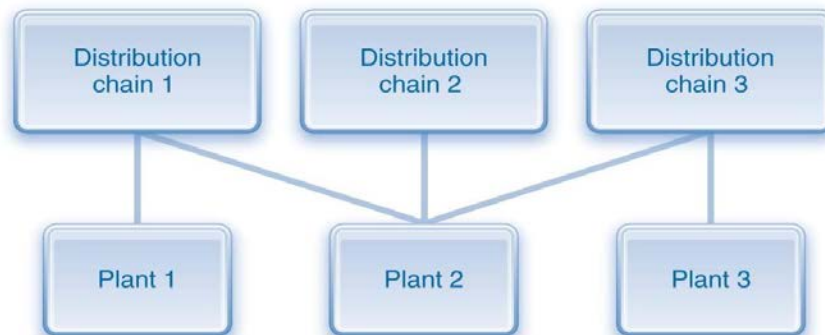 Distribution
chain 1
Distribution
chain 2
Distribution
chain 3
Plant 1
Plant 2
Plant 3